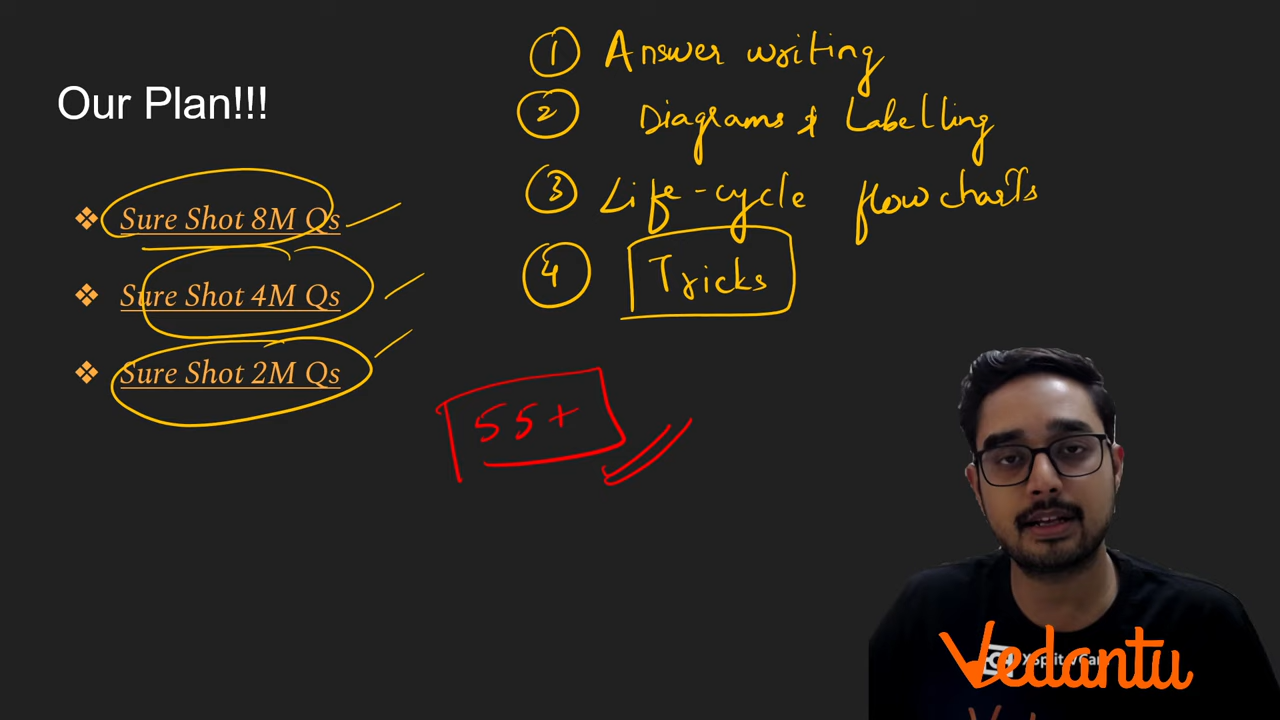 Our Plan!!!
Sure Shot 8M Qs
Sure Shot 4M Qs
Sure Shot 2M Qs
1 Answer writing
2 Diagrams & Labelling
3 Life-cycle flowcharts
4 Tricks
55+
Vedantu